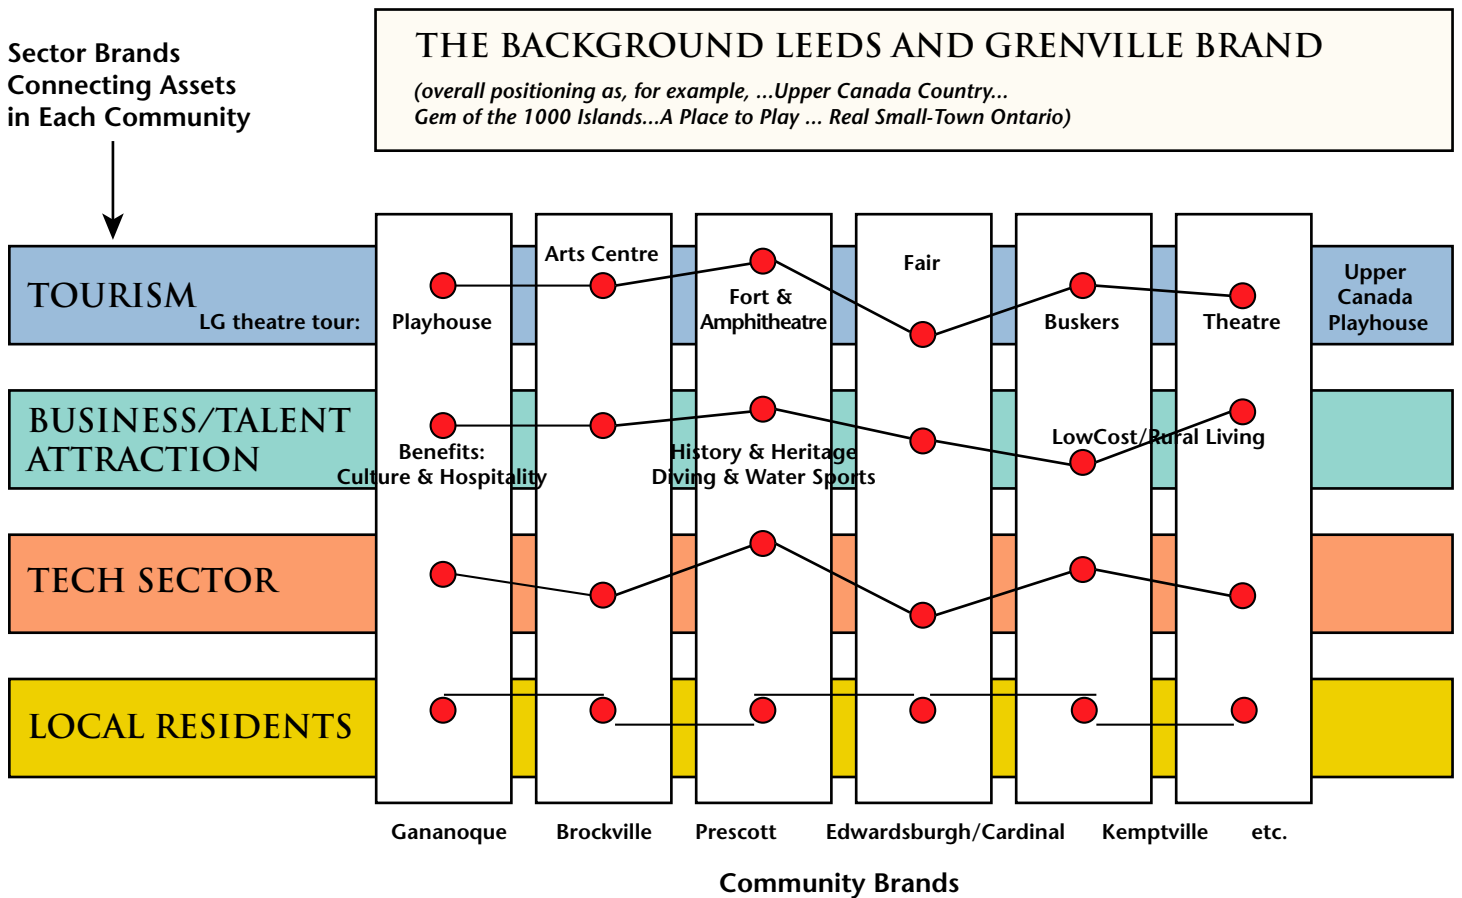 Sector Brands
Connecting Assets
in Each Community
THE BACKGROUND LEEDS AND GRENVILLE BRAND
(overall positioning as, for example, ...Upper Canada Country...
Gem of the 1000 Islands...A Place to Play ... Real Small-Town Ontario)
TOURISM
LG theatre tour:
Playhouse
Arts Centre
Fort &
Amphitheatre
Fair
Buskers
Theatre
Upper
Canada
Playhouse
BUSINESS/TALENT
ATTRACTION
Benefits:
Culture & Hospitality
History & Heritage
Diving & Water Sports
LowCost/Rural Living
TECH SECTOR
LOCAL RESIDENTS
Gananoque
Brockville
Prescott
Edwardsburgh/Cardinal
Kemptville
etc.
Community Brands